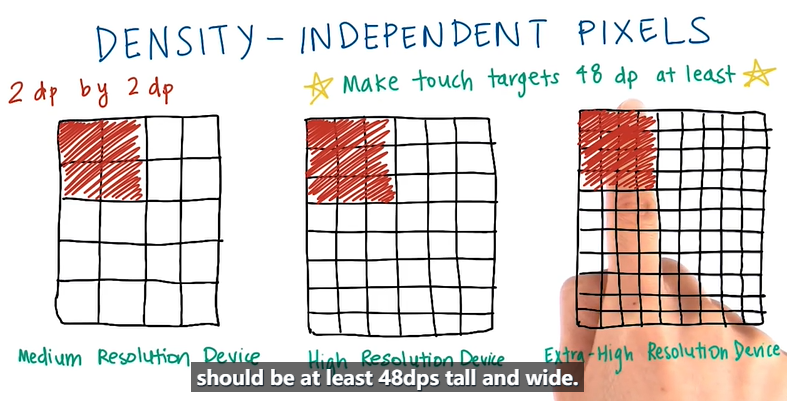 DENSITY-INDEPENDENT PIXELS
2 dp by 2 dp
Make touch targets 48 dp at least
Medium Resolution Device
High Resolution Device
Extra-High Resolution Device
should be at least 48dps tall and wide.